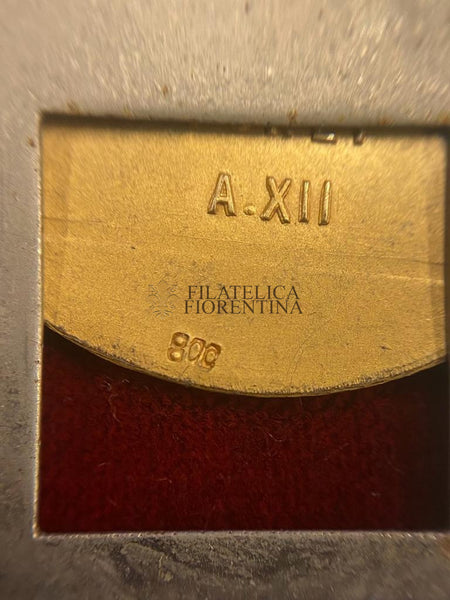 A.XII
FILATELICA
FIORENTINA
800